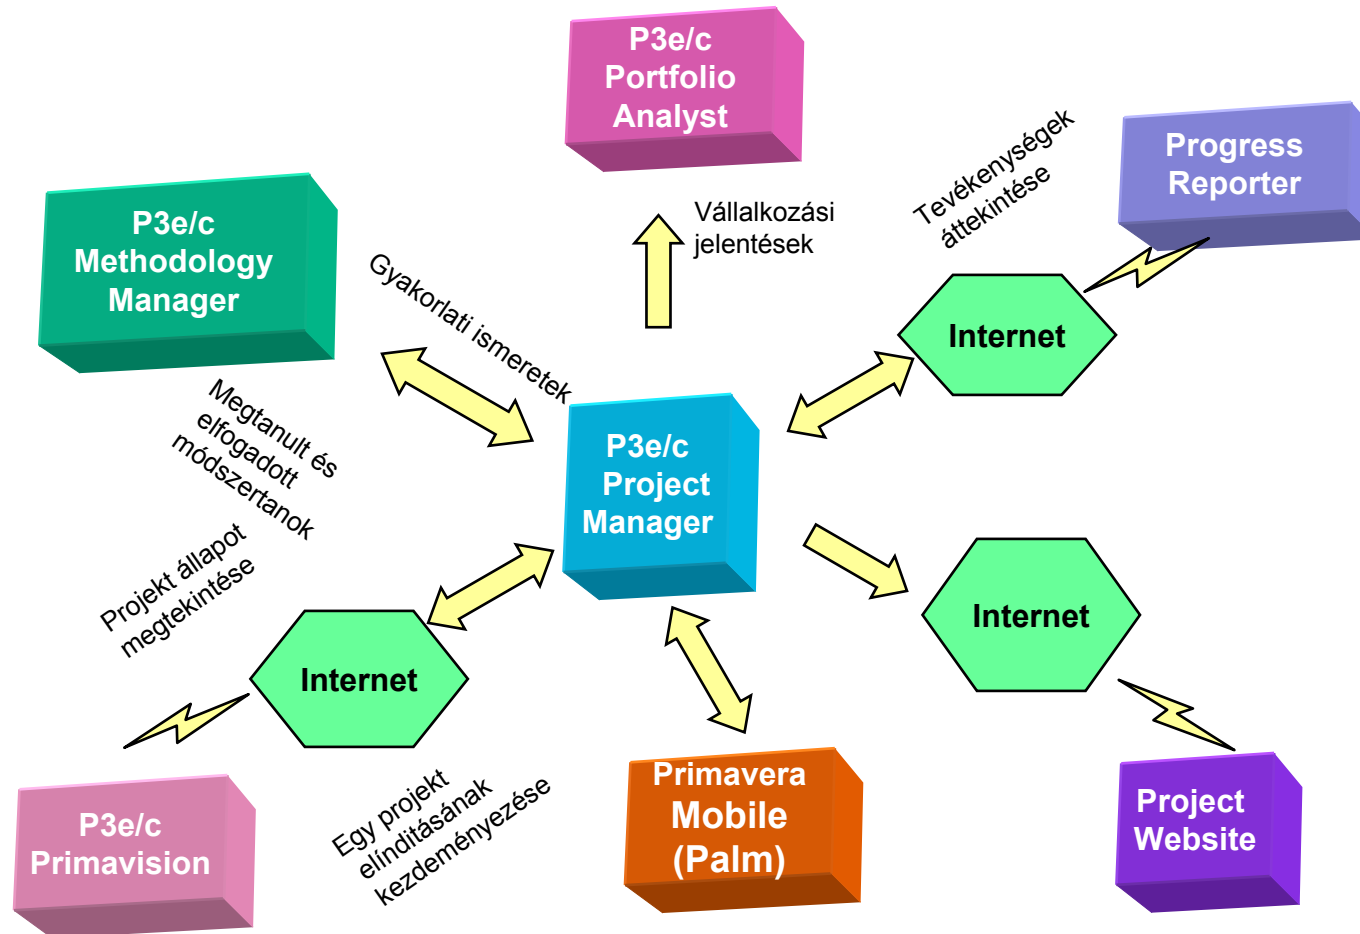 P3e/c
Portfolio
Analyst
Progress
Reporter
Tevékenységek
áttekintése
Vállalkozási
jelentések
P3e/c
Methodology
Manager
Gyakorlati ismeretek
Internet
Megtanult és
elfogadott
módszertanok
P3e/c
Project
Manager
Projekt állapot
megtekintése
Internet
Internet
P3e/c
Primavision
Egy projekt
elínditásának
kezdeményezése
Primavera
Mobile
(Palm)
Project
Website